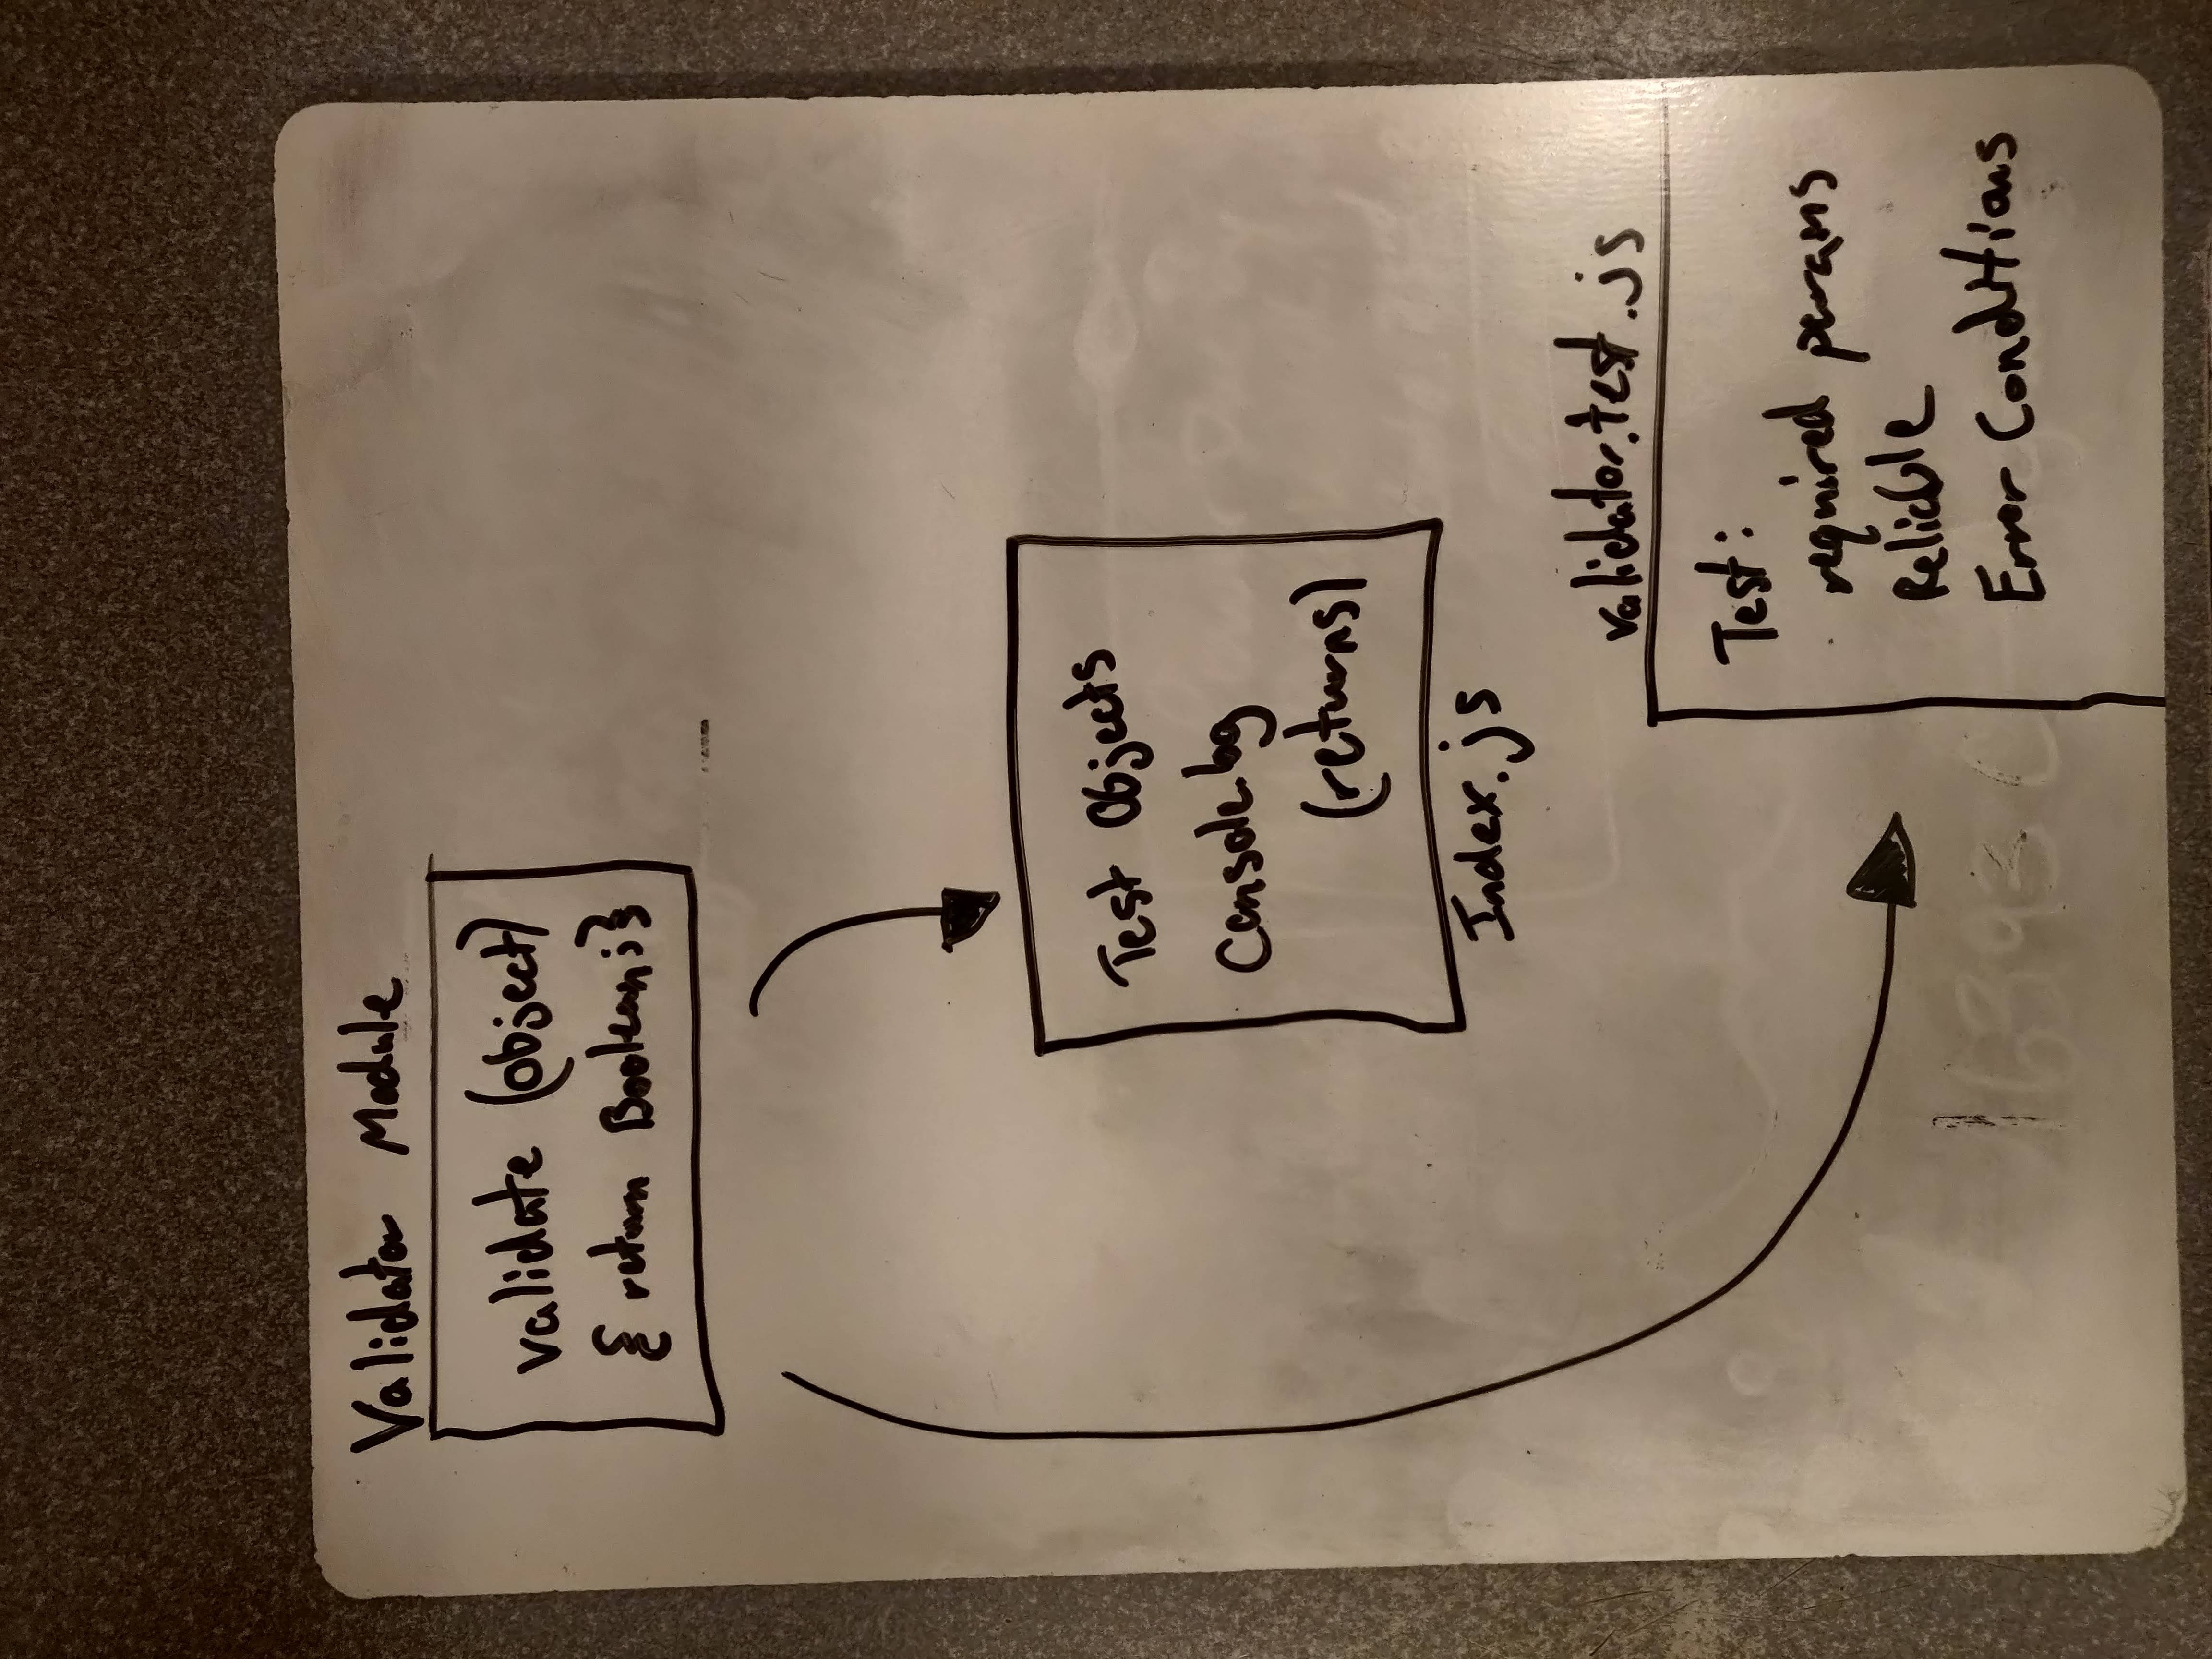 Validator Module
validate (object)
{ return Boolean; }
Test Objects
Console.log
(returns)
Index.js
validator.test.js
Test:
required params
Reliable
Error Conditions